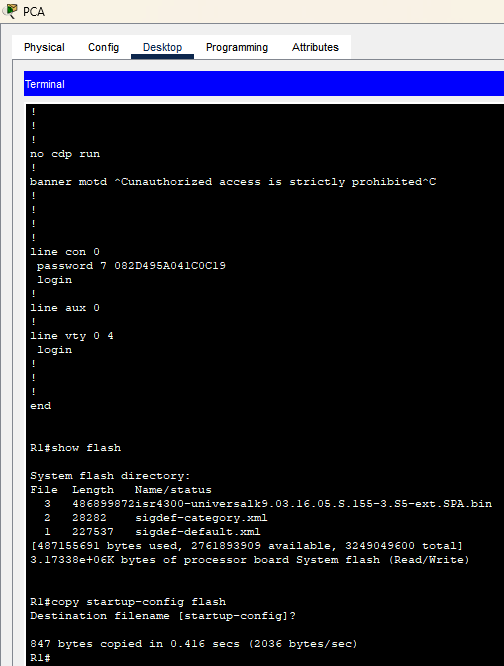 PCA
Physical Config Desktop Programming Attributes
Terminal
!
!
!
no cdp run
!
banner motd ^Cunauthorized access is strictly prohibited^C
!
!
!
!
line con 0
 password 7 082D495A041C0C19
 login
!
line aux 0
!
line vty 0 4
 login
!
!
!
end
R1#show flash
System flash directory:
File  Length   Name/status
  3   486899872isr4300-universalk9.03.16.05.S.155-3.S5-ext.SPA.bin
  2   28282    sigdef-category.xml
  1   227537   sigdef-default.xml
[487155691 bytes used, 2761893909 available, 3249049600 total]
3.17338e+06K bytes of processor board System flash (Read/Write)
R1#copy startup-config flash
Destination filename [startup-config]?
847 bytes copied in 0.416 secs (2036 bytes/sec)
R1#